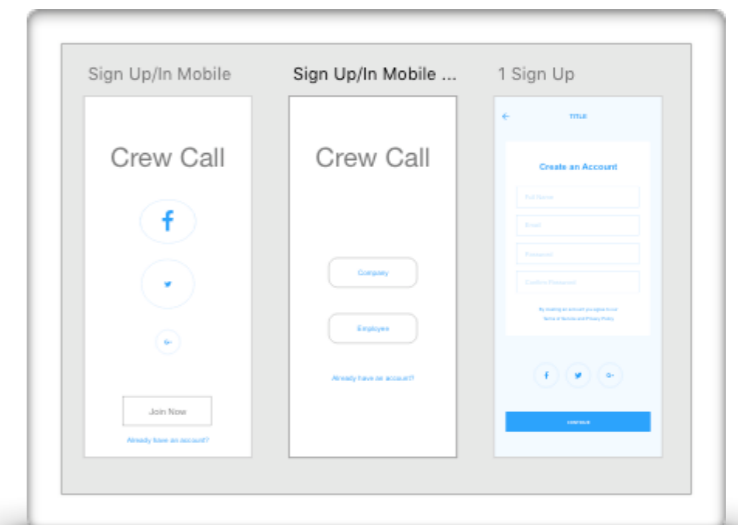 Sign Up/In Mobile
Crew Call
Join Now
Already have an account?
Sign Up/In Mobile ...
Crew Call
Company
Employee
Already have an account?
1 Sign Up
TITLE
Create an Account
Full Name
Email
Password
Confirm Password
By creating an account you agree to our
Terms of Service and Privacy Policy
CONTINUE